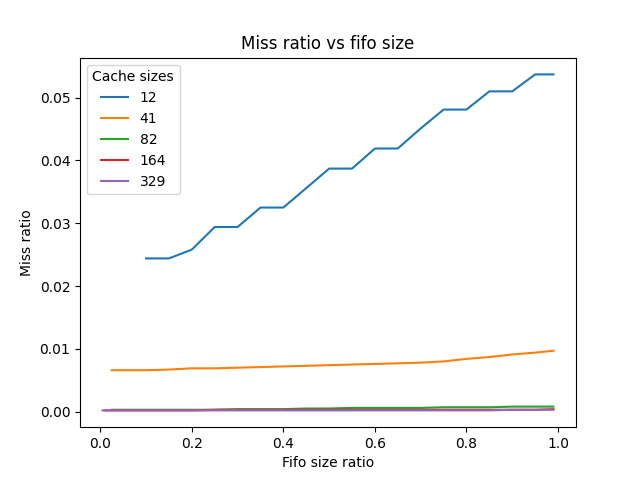 Miss ratio vs fifo size
Cache sizes
12
41
82
164
329
0.05
0.04
0.03
0.02
0.01
0.00
Miss ratio
0.0 0.2 0.4 0.6 0.8 1.0
Fifo size ratio